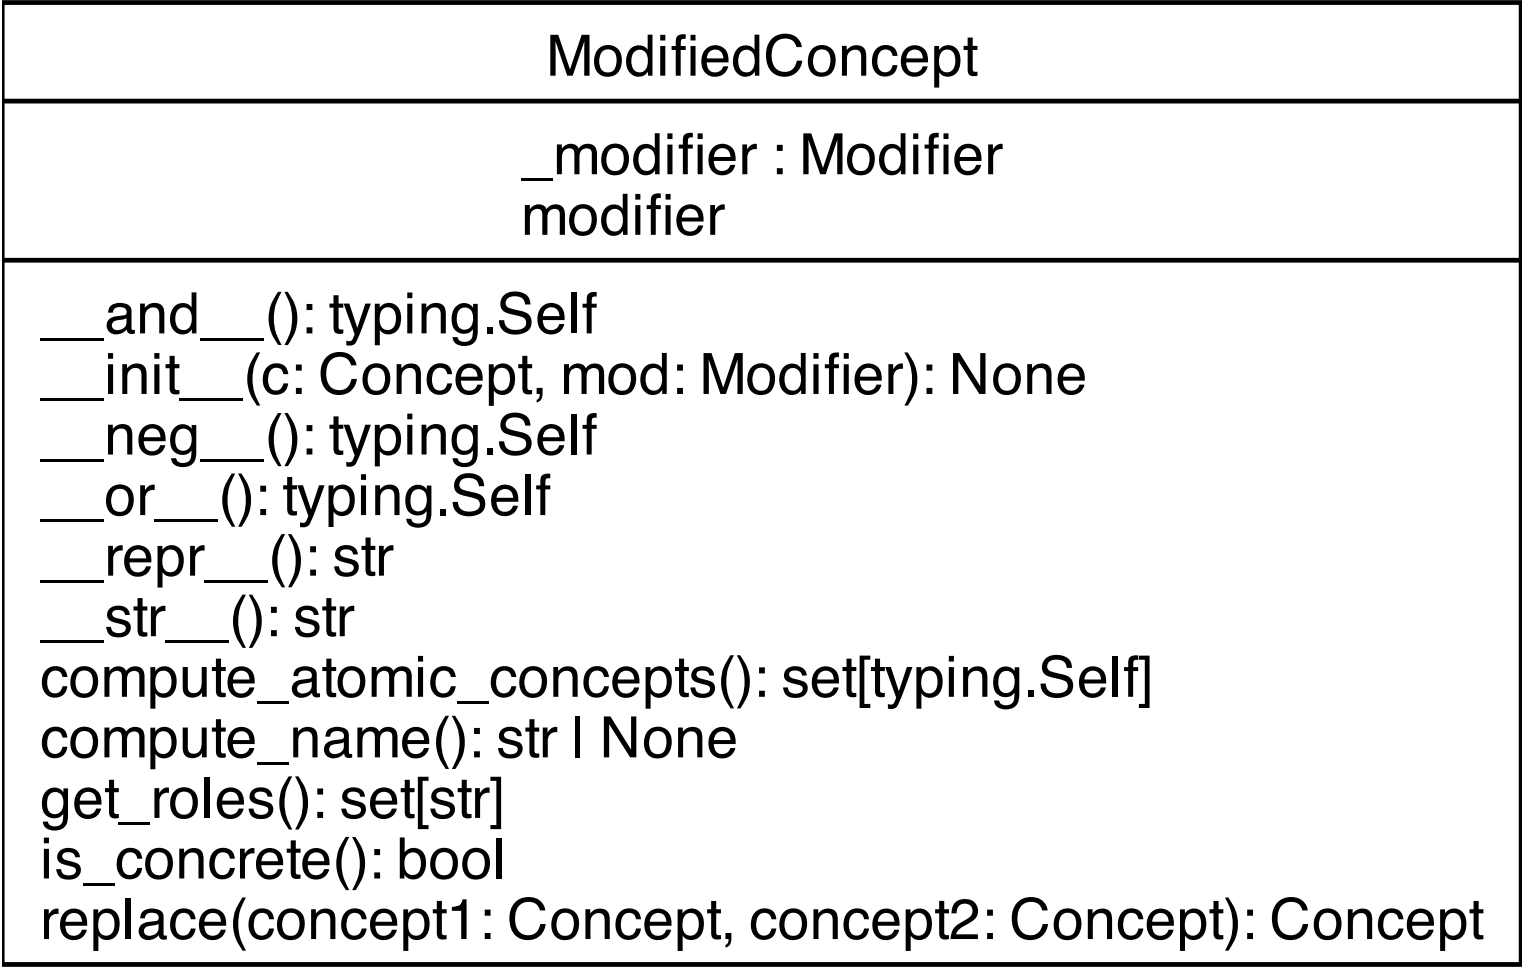 ModifiedConcept
_modifier : Modifier
modifier
__and__(): typing.Self
__init__(c: Concept, mod: Modifier): None
__neg__(): typing.Self
__or__(): typing.Self
__repr__(): str
__str__(): str
compute_atomic_concepts(): set[typing.Self]
compute_name(): str | None
get_roles(): set[str]
is_concrete(): bool
replace(concept1: Concept, concept2: Concept): Concept